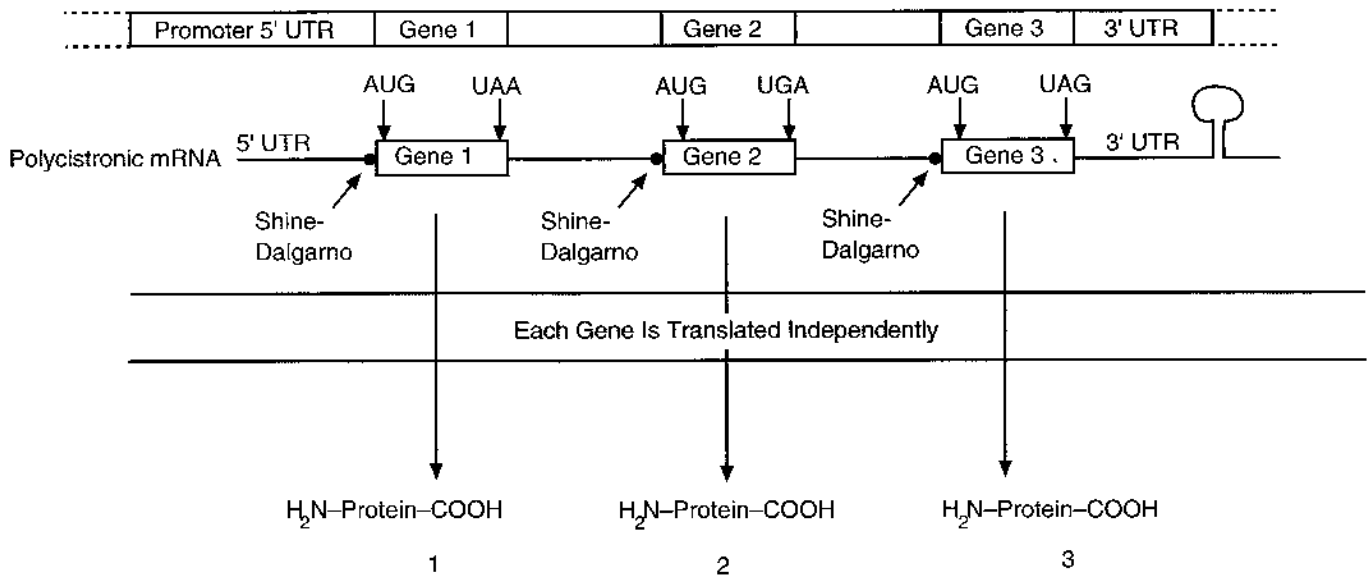 Promoter 5' UTR Gene 1 Gene 2 Gene 3 3' UTR
AUG UAA AUG UGA AUG UAG
Polycistronic mRNA 5' UTR Gene 1 Gene 2 Gene 3 . 3' UTR
Shine-
Dalgarno
Shine-
Dalgarno
Shine-
Dalgarno
Each Gene Is Translated Independently
H₂N–Protein–COOH H₂N–Protein–COOH H₂N–Protein–COOH
1 2 3